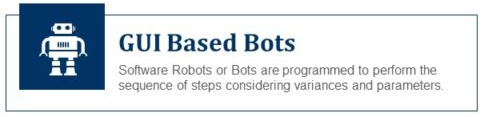 GUI Based Bots
Software Robots or Bots are programmed to perform the
sequence of steps considering variances and parameters.